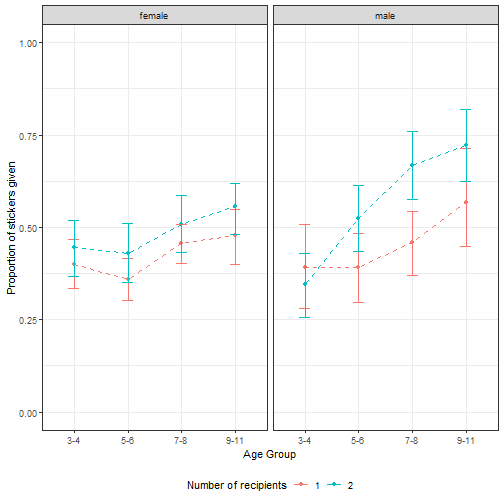 female male
1.00
0.75
0.50
0.25
0.00
Proportion of stickers given
3-4 5-6 7-8 9-11 3-4 5-6 7-8 9-11
Age Group
Number of recipients 1 2